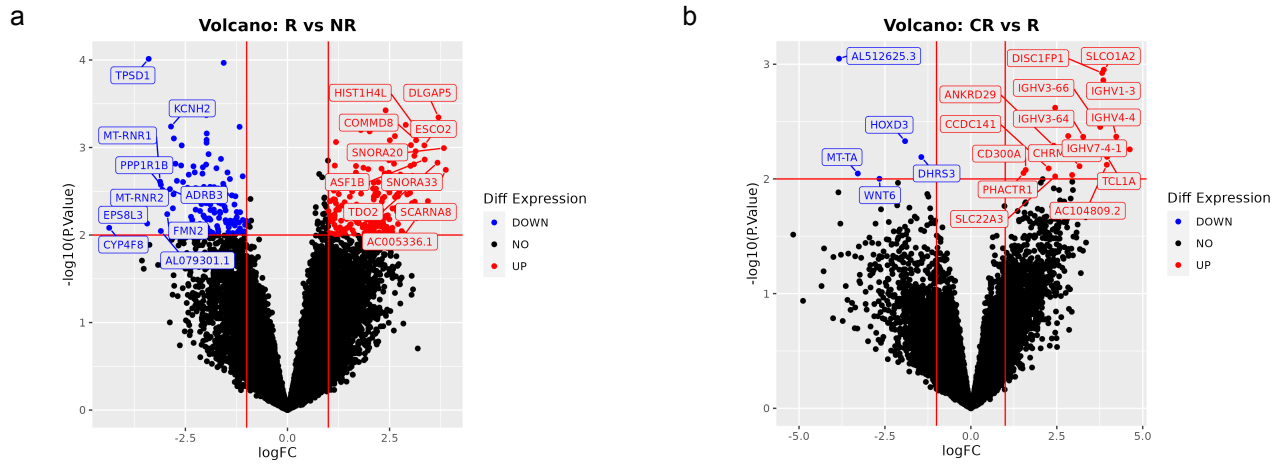 a
Volcano: R vs NR
-log10(P.Value)
4
3
2
1
0
-2.5
0.0
2.5
logFC
TPSD1
KCNH2
MT-RNR1
PPP1R1B
MT-RNR2
ADRB3
EPS8L3
FMN2
CYP4F8
AL079301.1
HIST1H4L
DLGAP5
COMMD8
ESCO2
SNORA20
ASF1B
SNORA33
TDO2
SCARNA8
AC005336.1
Diff Expression
DOWN
NO
UP
b
Volcano: CR vs R
-log10(P.Value)
3
2
1
0
-5.0
-2.5
0.0
2.5
5.0
logFC
AL512625.3
HOXD3
MT-TA
DHRS3
WNT6
DISC1FP1
SLCO1A2
IGHV3-66
IGHV1-3
ANKRD29
IGHV3-64
IGHV4-4
CCDC141
CD300A
CHRM
IGHV7-4-1
PHACTR1
TCL1A
SLC22A3
AC104809.2
Diff Expression
DOWN
NO
UP